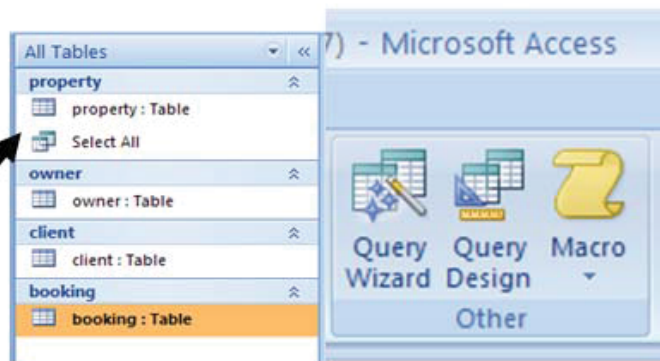 All Tables
property
property : Table
Select All
owner
owner : Table
client
client : Table
booking
booking : Table
7) - Microsoft Access
Query Wizard
Query Design
Macro
Other